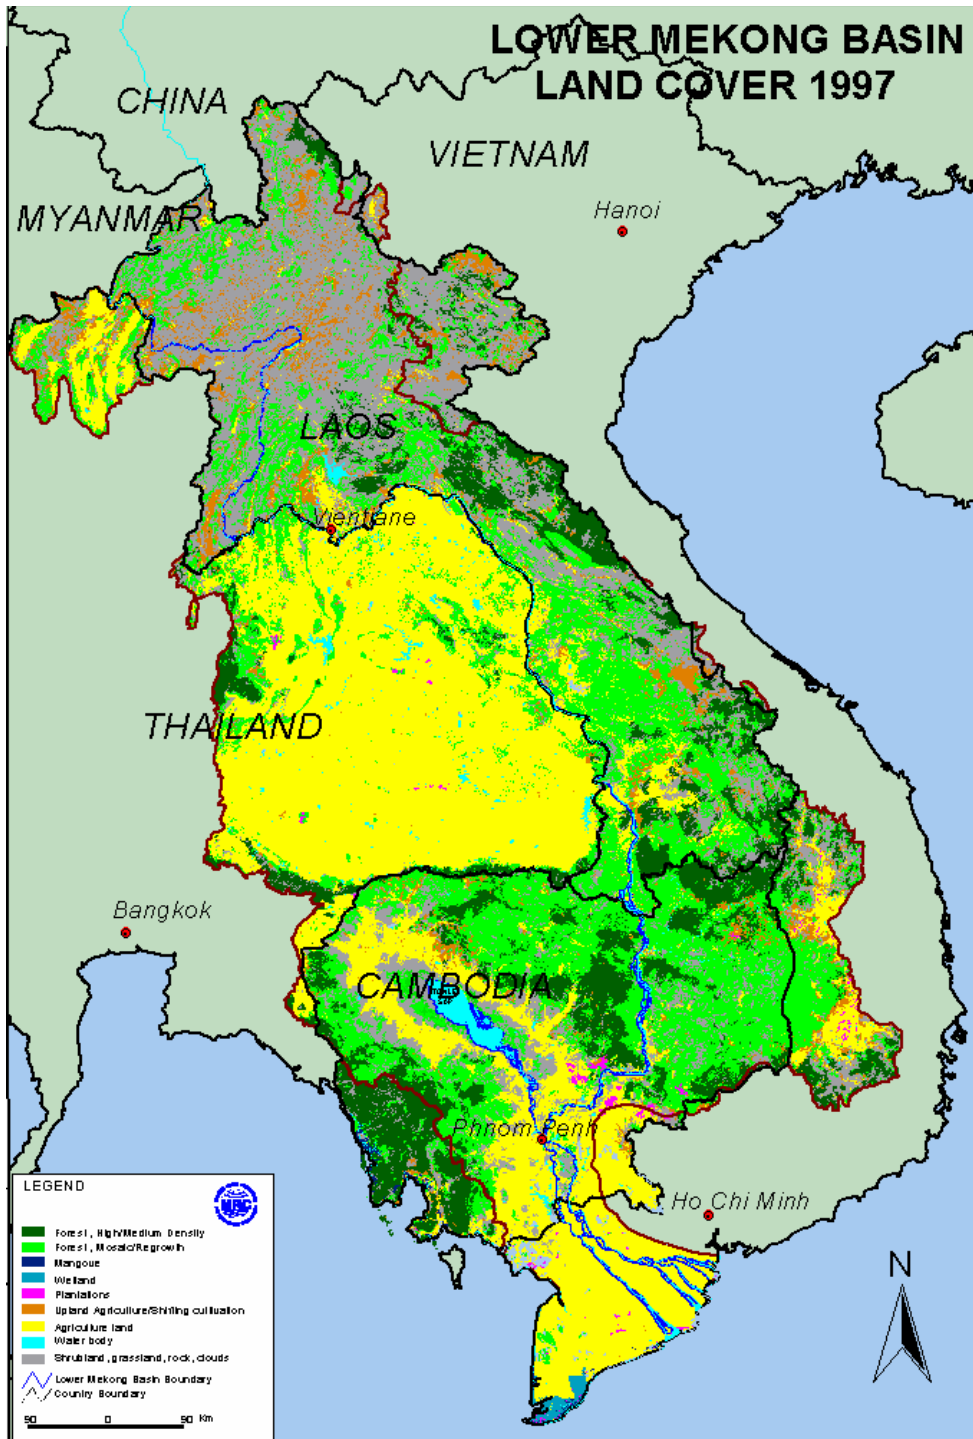 LOWER MEKONG BASIN
LAND COVER 1997
CHINA
VIETNAM
MYANMAR
Hanoi
LAOS
Vientiane
THAILAND
Bangkok
CAMBODIA
Phnom Penh
Ho Chi Minh
LEGEND
Forest, High/Medium Density
Forest, Mosaic/Regrowth
Mangove
Wetland
Plantations
Upland Agriculture/Shifting cultivation
Agriculture land
Water body
Shrubland, grassland, rock, clouds
Lower Mekong Basin Boundary
Country Boundary
90 0 90 Km
N